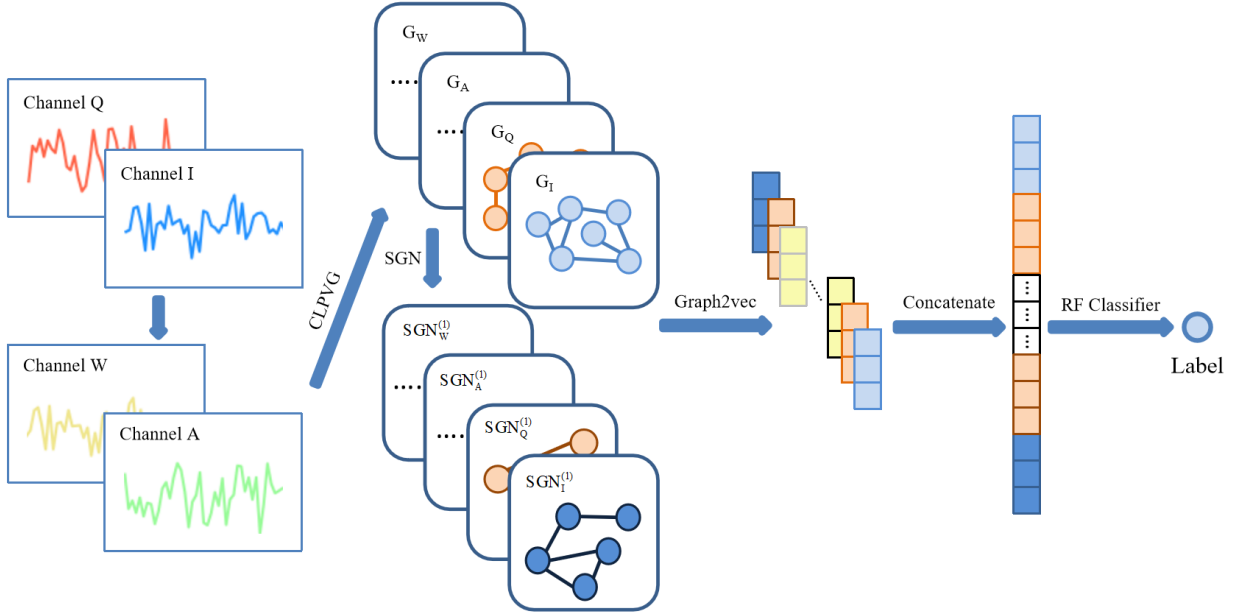 Channel Q
Channel I
Channel W
Channel A
CLPVG
G_W
.....
G_A
....
G_Q
G_I
SGN
SGN_W^(1)
....
SGN_A^(1)
....
SGN_Q^(1)
SGN_I^(1)
Graph2vec
Concatenate
RF Classifier
Label